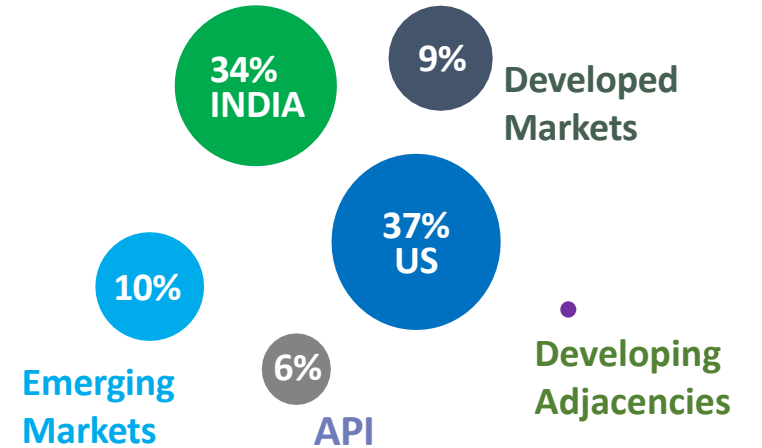 34%
INDIA
9%
Developed
Markets
37%
US
10%
Emerging
Markets
6%
API
Developing
Adjacencies